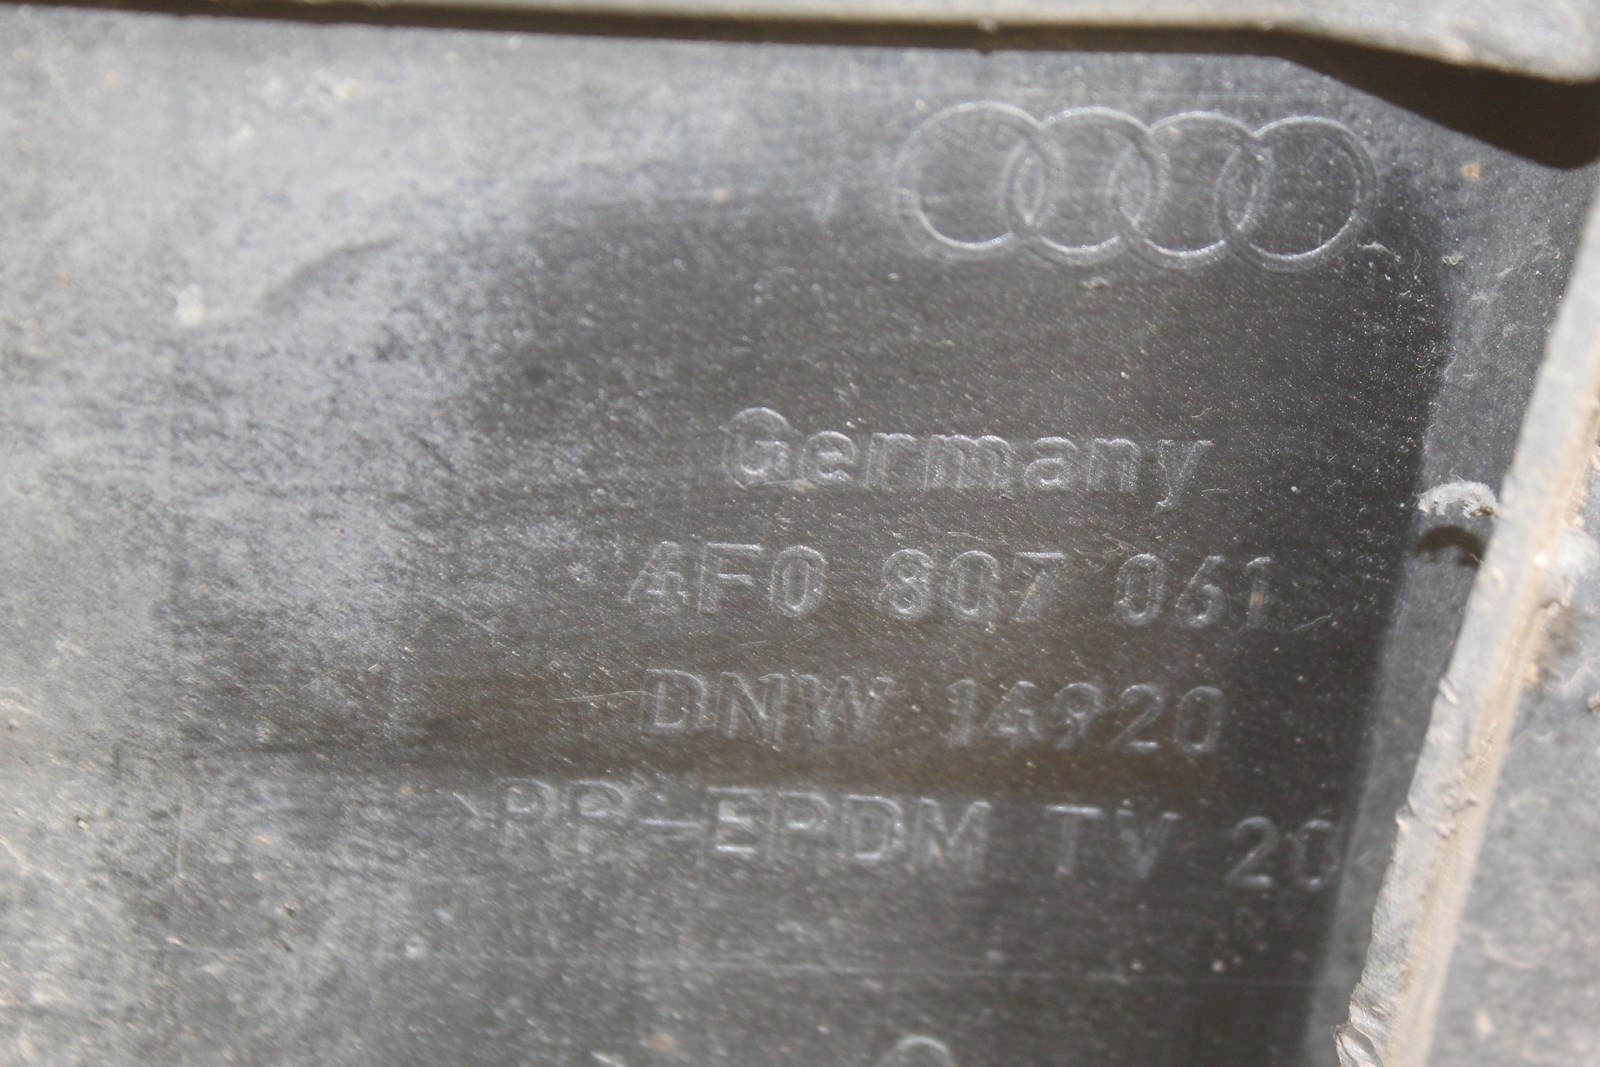 Germany
4F0 807 061
DNW 14920
>PP-EPDM TV 20